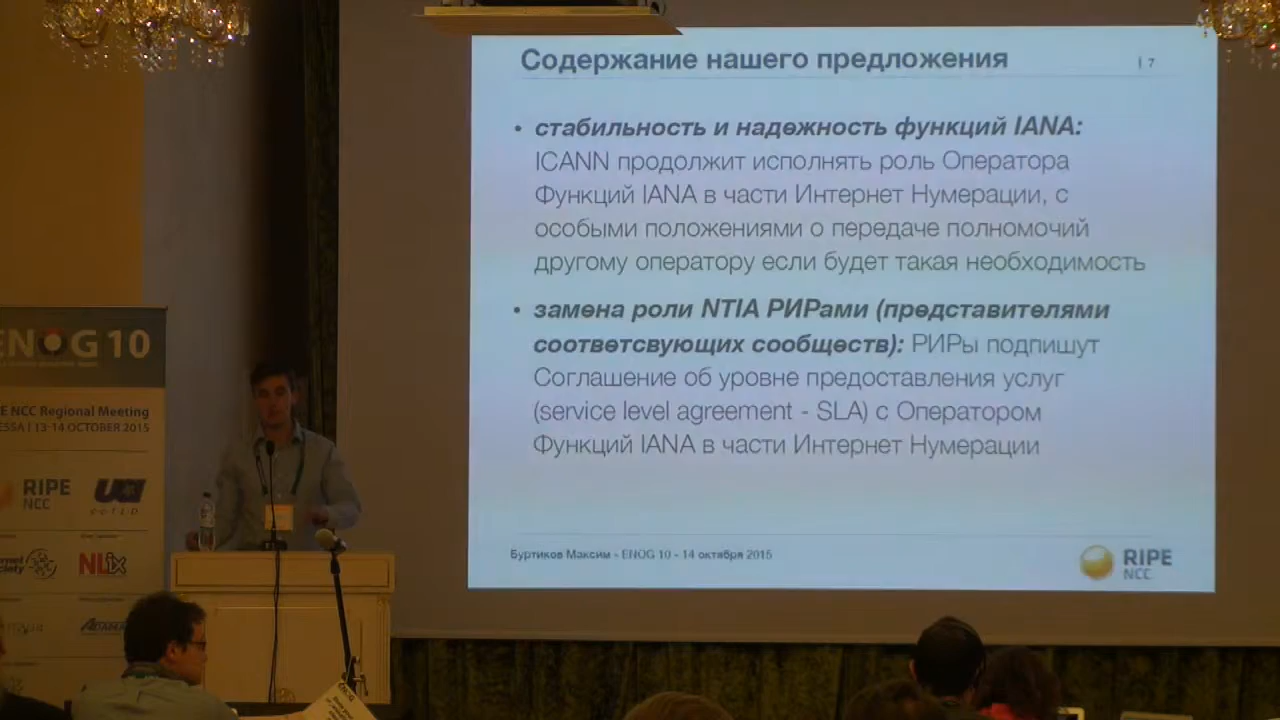 Содержание нашего предложения
| 7
• стабильность и надежность функций IANA:
ICANN продолжит исполнять роль Оператора
Функций IANA в части Интернет Нумерации, с
особыми положениями о передаче полномочий
другому оператору если будет такая необходимость
• замена роли NTIA РИРами (представителями
соответсвующих сообществ): РИРы подпишут
Соглашение об уровне предоставления услуг
(service level agreement - SLA) с Оператором
Функций IANA в части Интернет Нумерации
Буртиков Максим - ENOG 10 - 14 октября 2015
RIPE
NCC
ENOG 10
E NCC Regional Meeting
ESSA | 13-14 OCTOBER 2015
RIPE
NCC
NLix